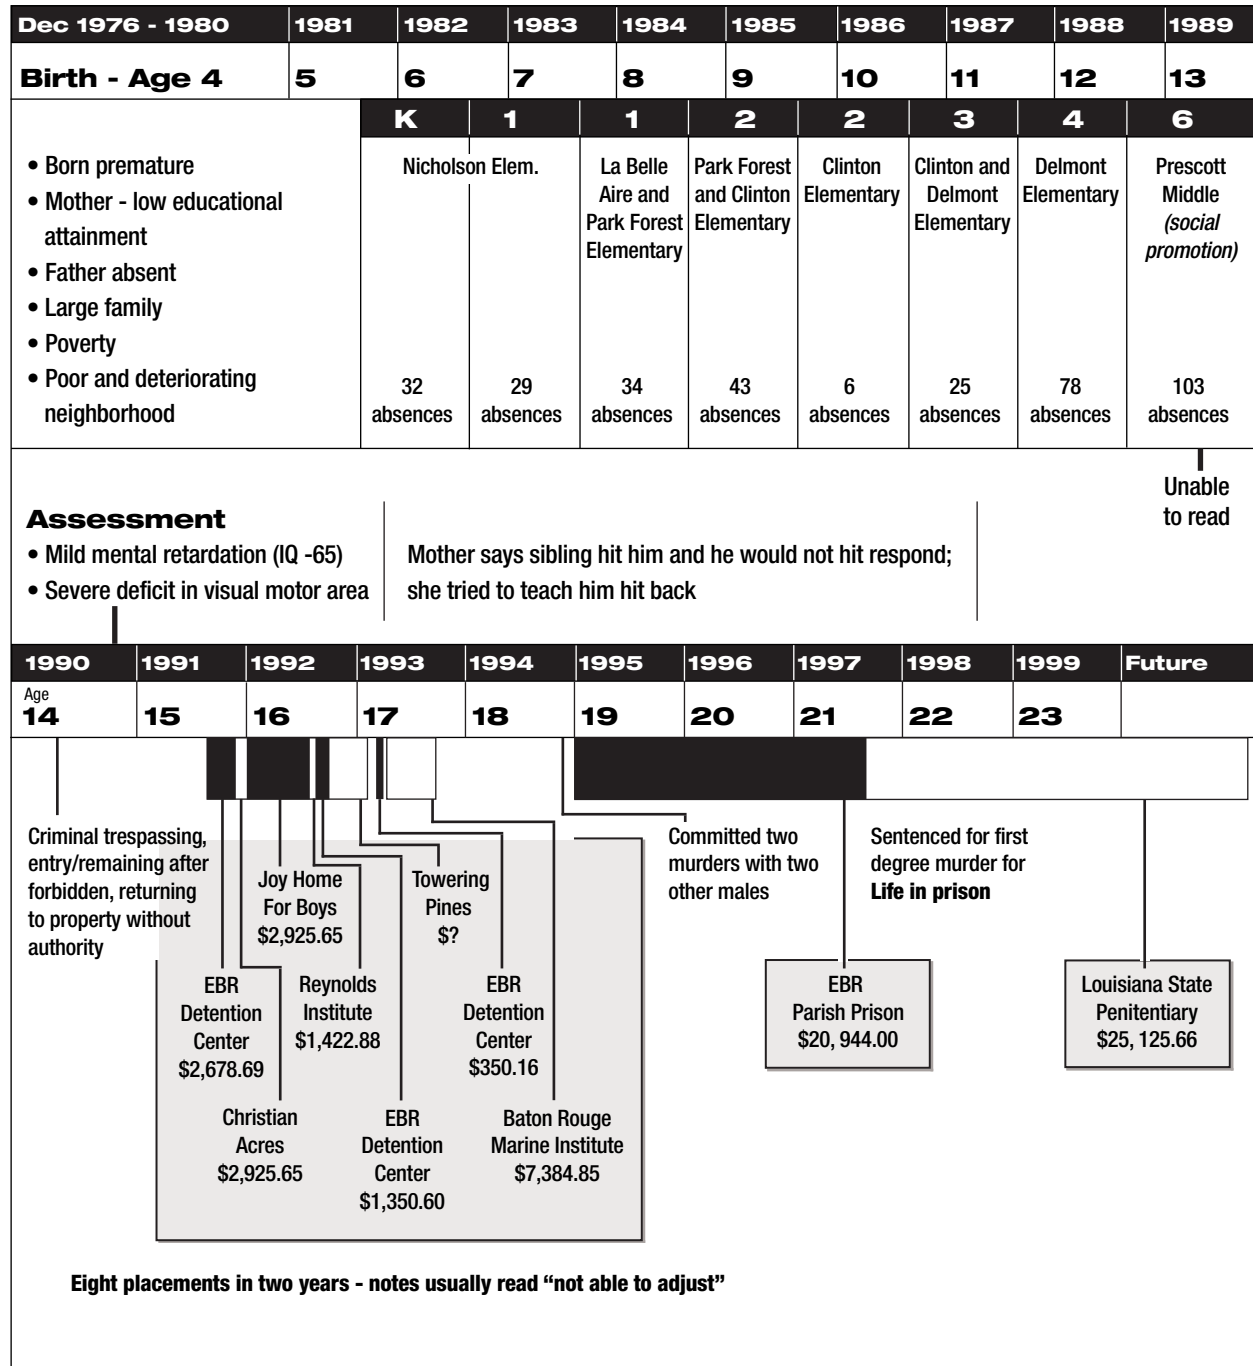 Dec 1976 - 1980 1981 1982 1983 1984 1985 1986 1987 1988 1989
Birth - Age 4 5 6 7 8 9 10 11 12 13
K 1 1 2 2 3 4 6
• Born premature
• Mother - low educational
attainment
• Father absent
• Large family
• Poverty
• Poor and deteriorating
neighborhood
Nicholson Elem.
La Belle
Aire and
Park Forest
Elementary
Park Forest
and Clinton
Elementary
Clinton
Elementary
Clinton and
Delmont
Elementary
Delmont
Elementary
Prescott
Middle
(social
promotion)
32
absences
29
absences
34
absences
43
absences
6
absences
25
absences
78
absences
103
absences
Unable
to read
Assessment
• Mild mental retardation (IQ -65)
• Severe deficit in visual motor area
Mother says sibling hit him and he would not hit respond;
she tried to teach him hit back
1990 1991 1992 1993 1994 1995 1996 1997 1998 1999 Future
Age
14 15 16 17 18 19 20 21 22 23
Criminal trespassing,
entry/remaining after
forbidden, returning
to property without
authority
Joy Home
For Boys
$2,925.65
Towering
Pines
$?
Committed two
murders with two
other males
Sentenced for first
degree murder for
Life in prison
EBR
Detention
Center
$2,678.69
Reynolds
Institute
$1,422.88
EBR
Detention
Center
$350.16
EBR
Parish Prison
$20, 944.00
Louisiana State
Penitentiary
$25, 125.66
Christian
Acres
$2,925.65
EBR
Detention
Center
$1,350.60
Baton Rouge
Marine Institute
$7,384.85
Eight placements in two years - notes usually read “not able to adjust”